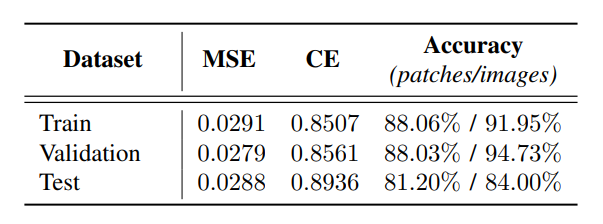 Dataset MSE CE Accuracy
(patches/images)
Train 0.0291 0.8507 88.06% / 91.95%
Validation 0.0279 0.8561 88.03% / 94.73%
Test 0.0288 0.8936 81.20% / 84.00%